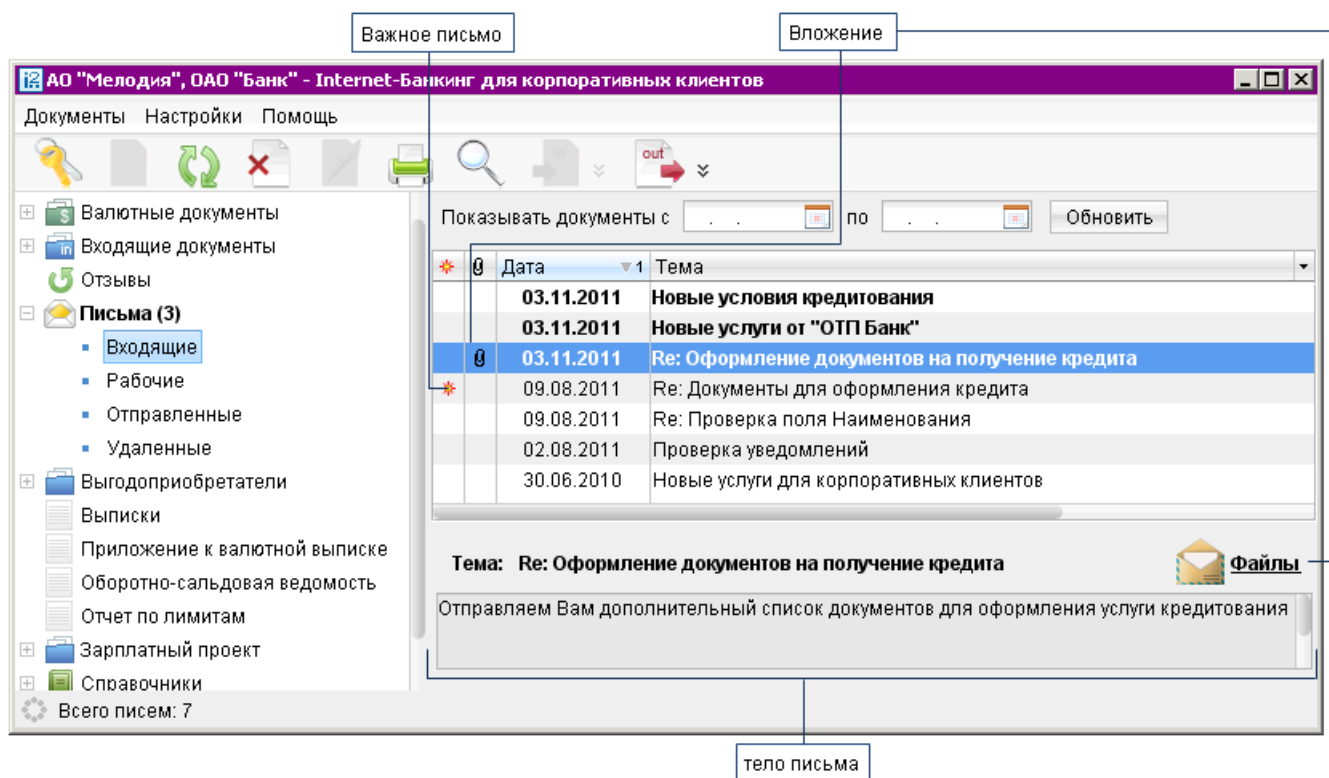 Важное письмо
Вложение
i2 АО "Мелодия", ОАО "Банк" - Internet-Банкинг для корпоративных клиентов
Документы Настройки Помощь
in out
Показывать документы с . . по . . Обновить
Валютные документы
Входящие документы
Отзывы
Письма (3)
Входящие
Рабочие
Отправленные
Удаленные
Выгодоприобретатели
Выписки
Приложение к валютной выписке
Оборотно-сальдовая ведомость
Отчет по лимитам
Зарплатный проект
Справочники
Дата 1 Тема
03.11.2011 Новые условия кредитования
03.11.2011 Новые услуги от "ОТП Банк"
03.11.2011 Re: Оформление документов на получение кредита
09.08.2011 Re: Документы для оформления кредита
09.08.2011 Re: Проверка поля Наименования
02.08.2011 Проверка уведомлений
30.06.2010 Новые услуги для корпоративных клиентов
Тема: Re: Оформление документов на получение кредита Файлы
Отправляем Вам дополнительный список документов для оформления услуги кредитования
Всего писем: 7
тело письма